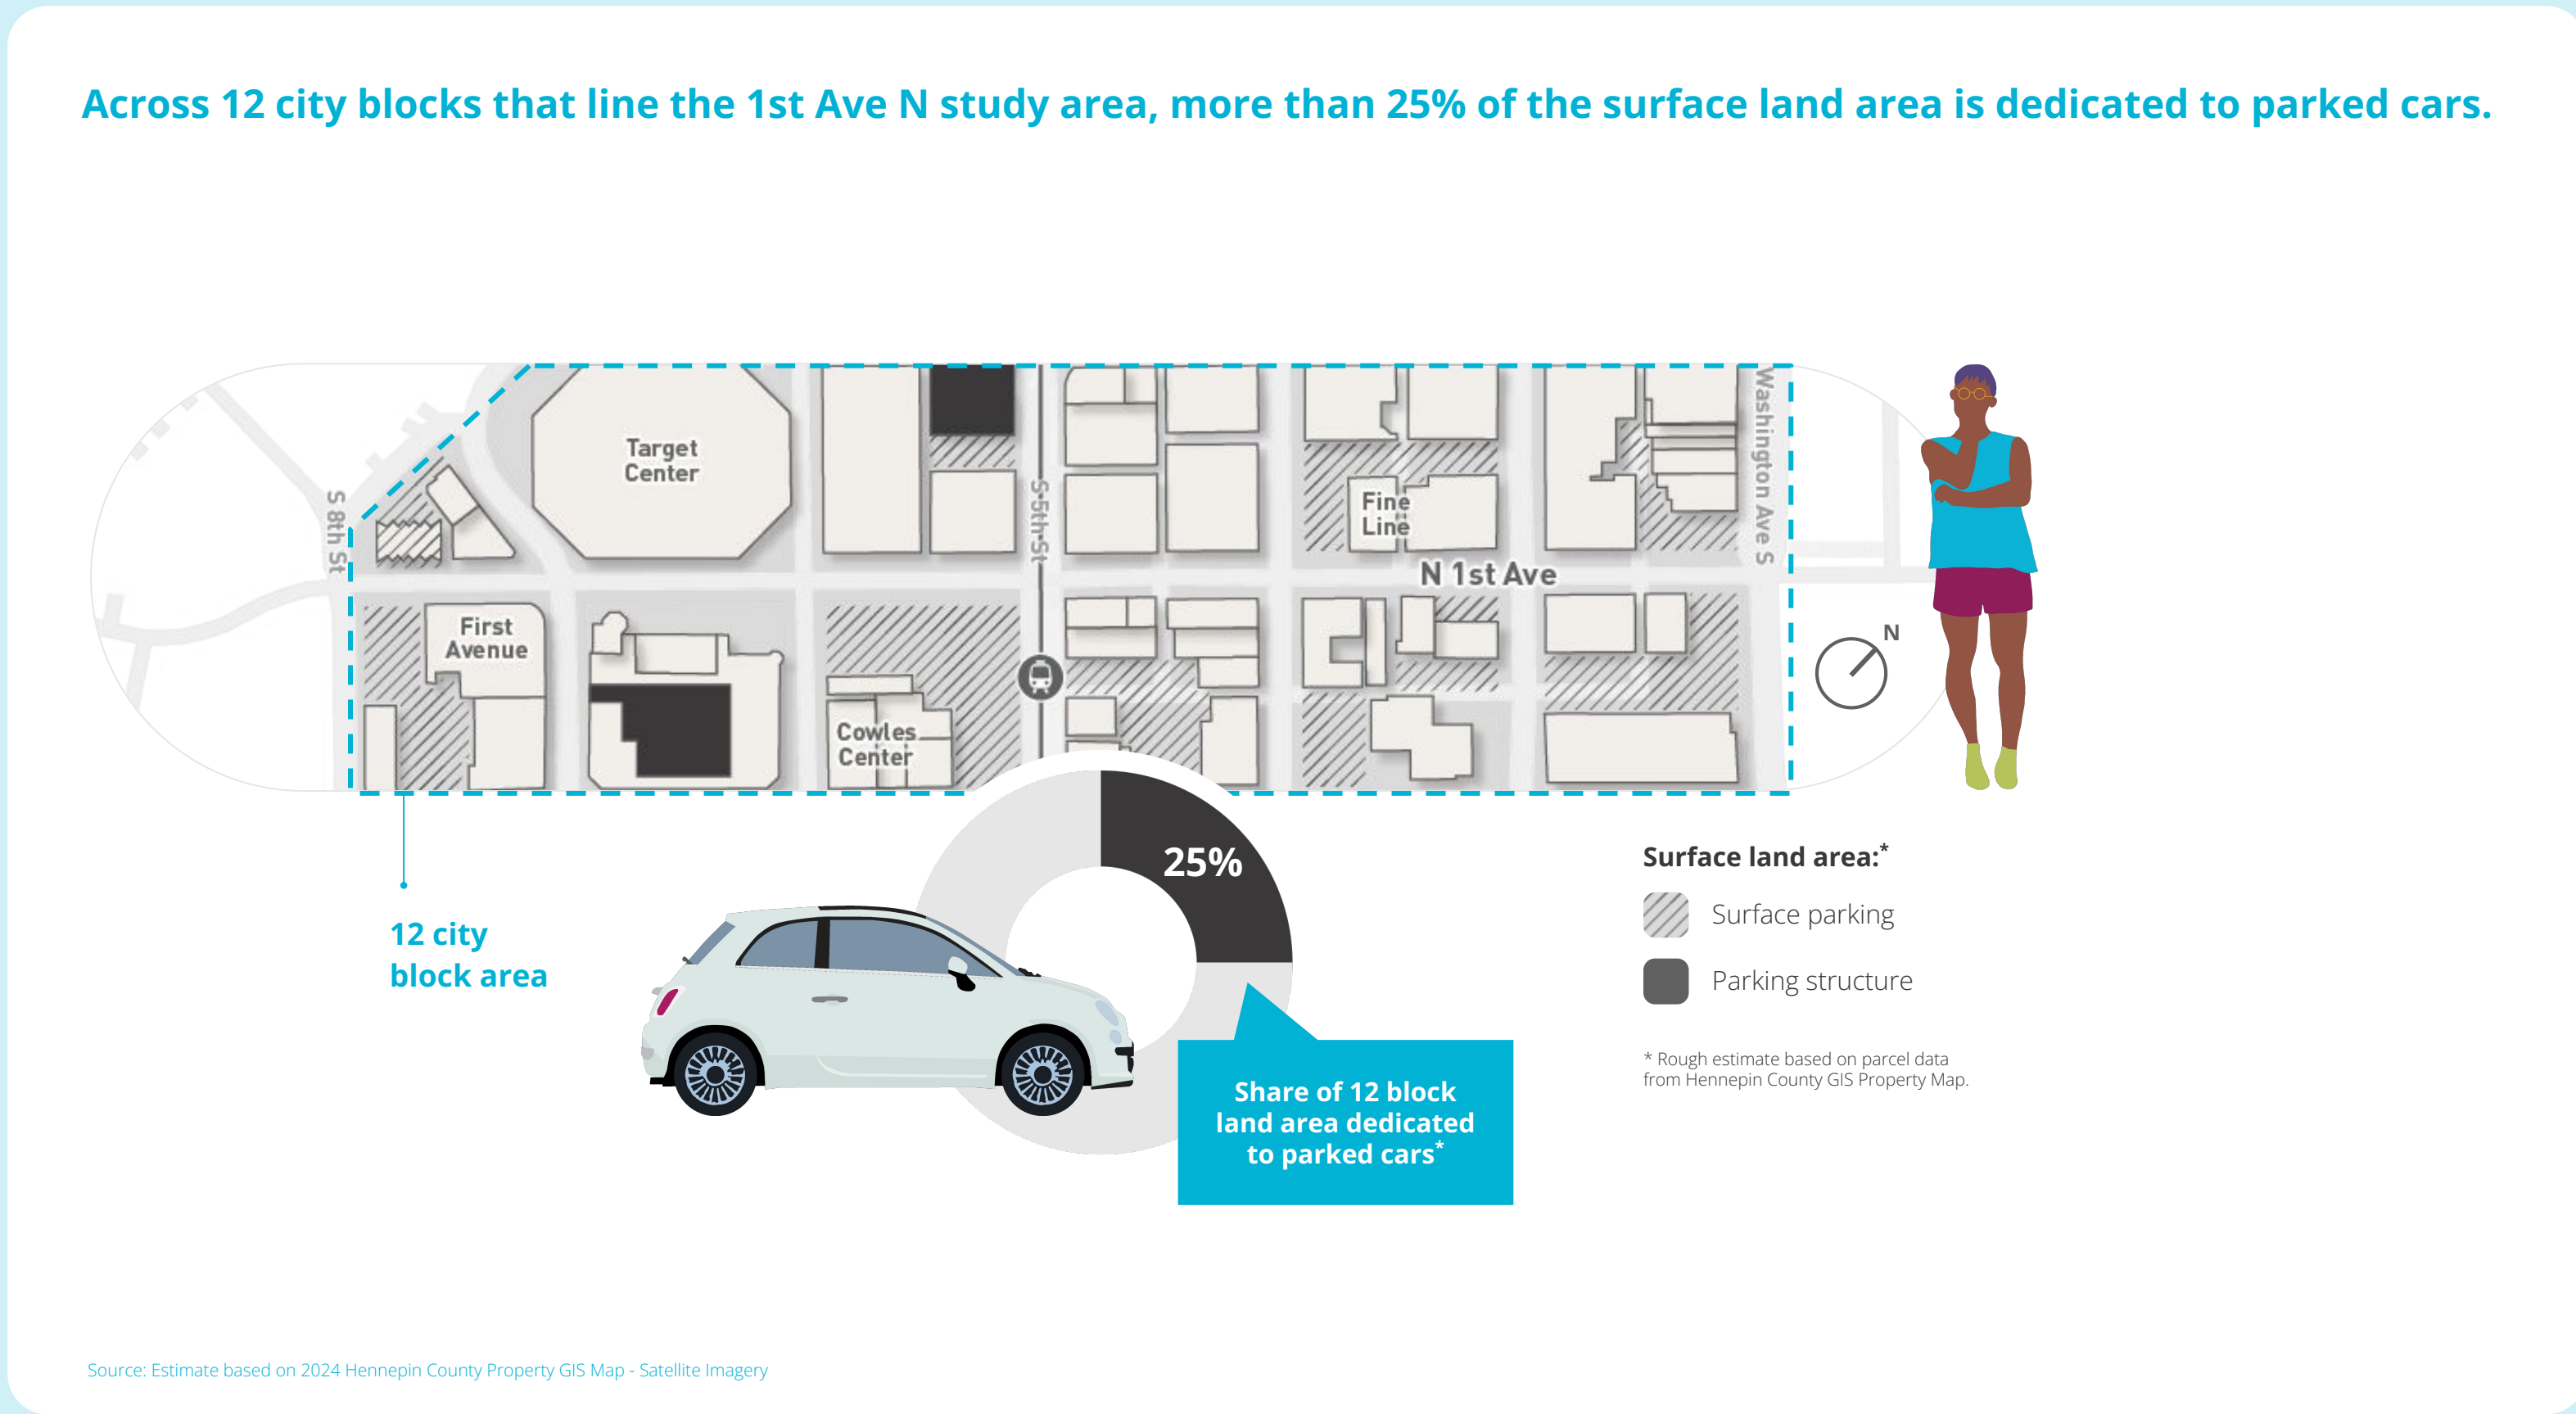 Across 12 city blocks that line the 1st Ave N study area, more than 25% of the surface land area is dedicated to parked cars.
S 8th St
Target
Center
S 5th St
Fine
Line
Washington Ave S
N 1st Ave
First
Avenue
Cowles
Center
N
25%
12 city
block area
Share of 12 block
land area dedicated
to parked cars*
Surface land area:*
Surface parking
Parking structure
* Rough estimate based on parcel data
from Hennepin County GIS Property Map.
Source: Estimate based on 2024 Hennepin County Property GIS Map - Satellite Imagery